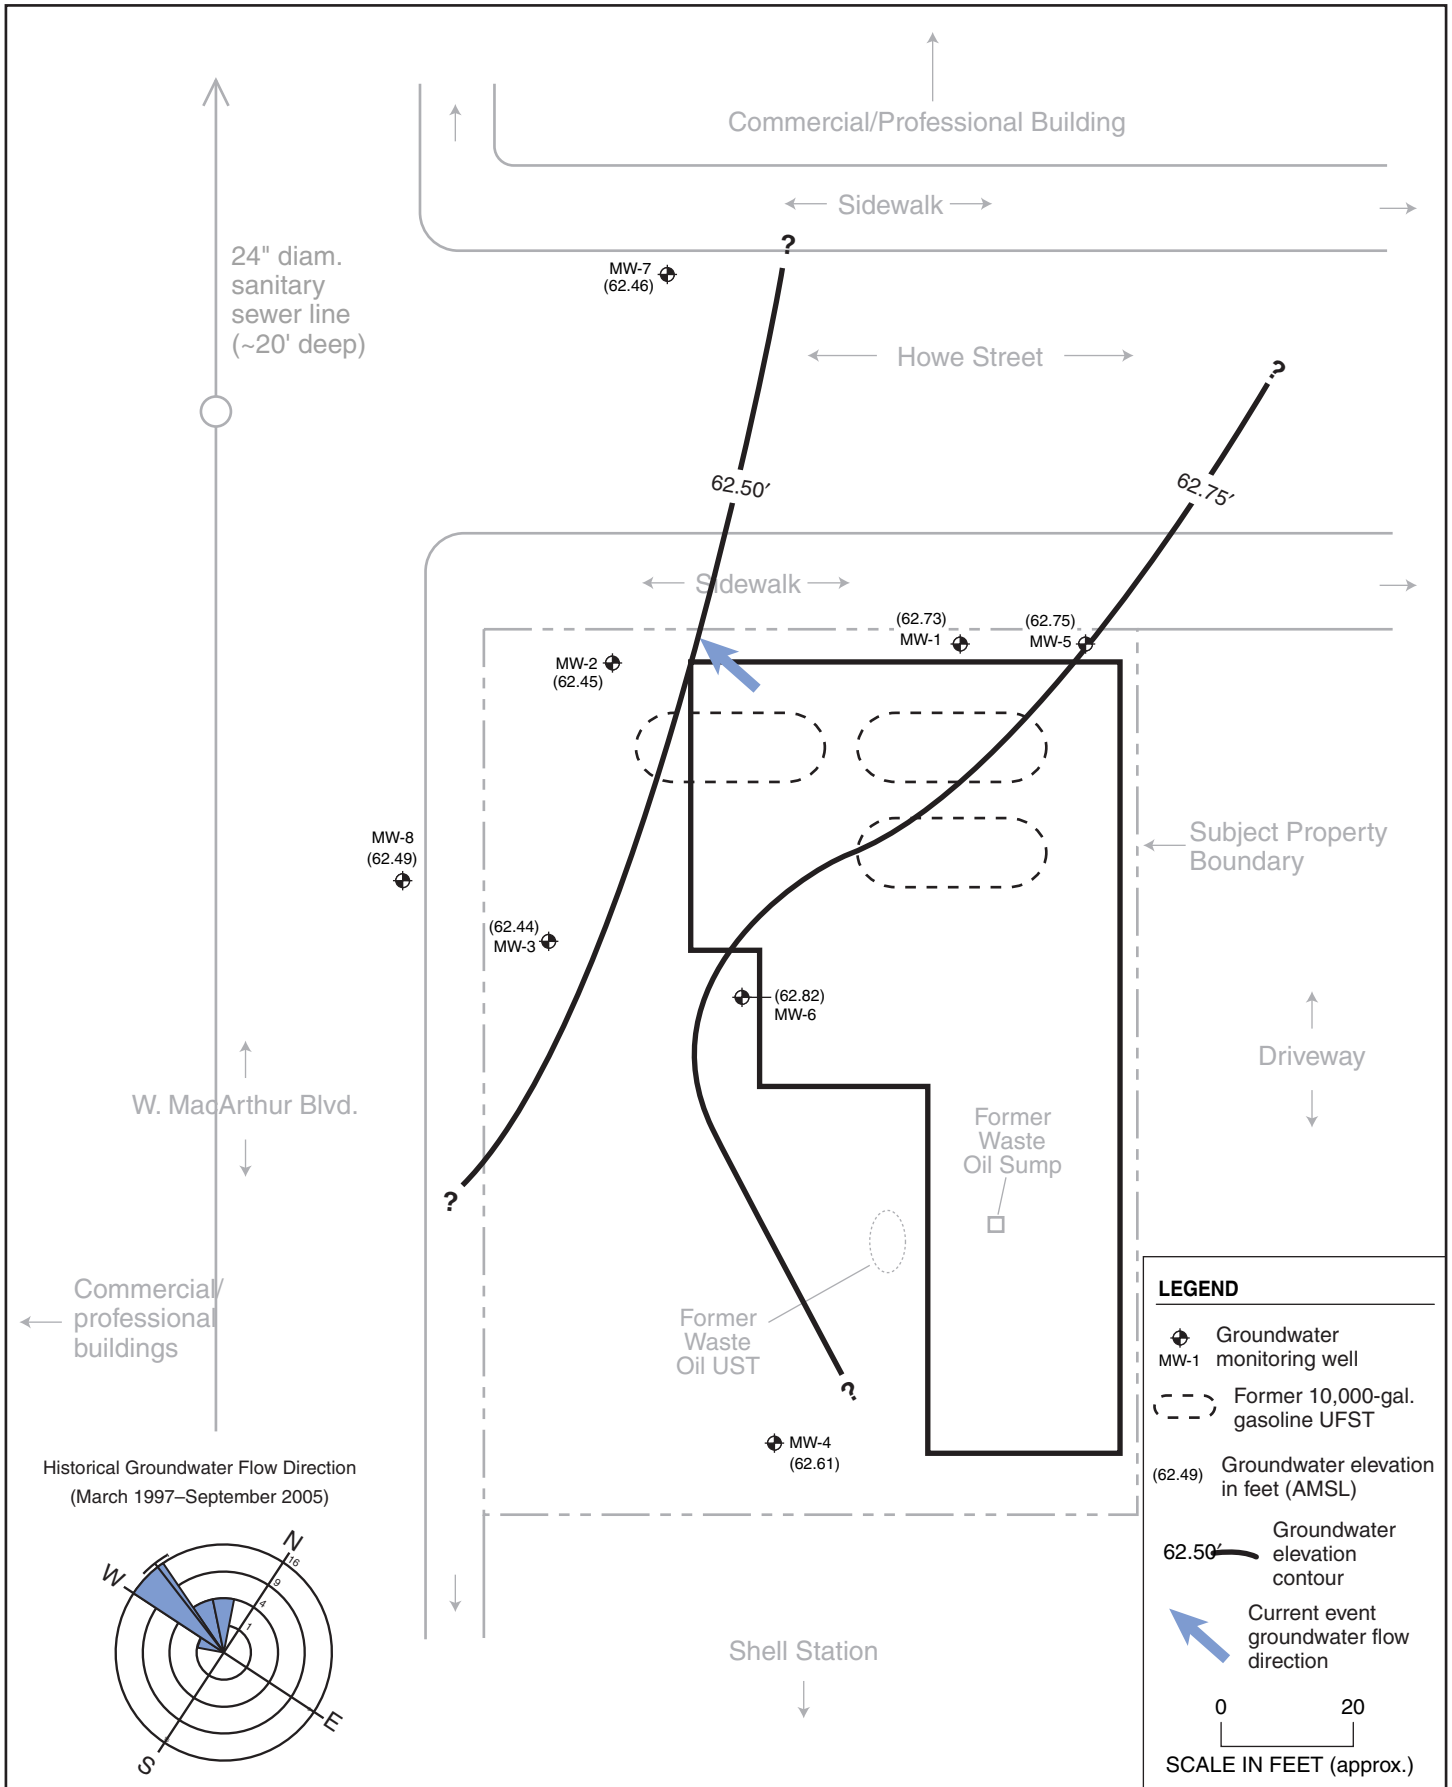 Commercial/Professional Building
Sidewalk
?
24" diam.
sanitary
sewer line
(~20' deep)
MW-7
(62.46)
Howe Street
?
62.50′
62.75′
Sidewalk
(62.73)
MW-1
(62.75)
MW-5
MW-2
(62.45)
MW-8
(62.49)
Subject Property
Boundary
(62.44)
MW-3
(62.82)
MW-6
Driveway
W. MacArthur Blvd.
Former
Waste
Oil Sump
?
Commercial/
professional
buildings
Former
Waste
Oil UST
?
MW-4
(62.61)
Historical Groundwater Flow Direction
(March 1997–September 2005)
N
16
9
4
1
W
E
S
Shell Station
LEGEND
MW-1
Groundwater
monitoring well
Former 10,000-gal.
gasoline UFST
(62.49)
Groundwater elevation
in feet (AMSL)
62.50′
Groundwater
elevation
contour
Current event
groundwater flow
direction
0 20
SCALE IN FEET (approx.)